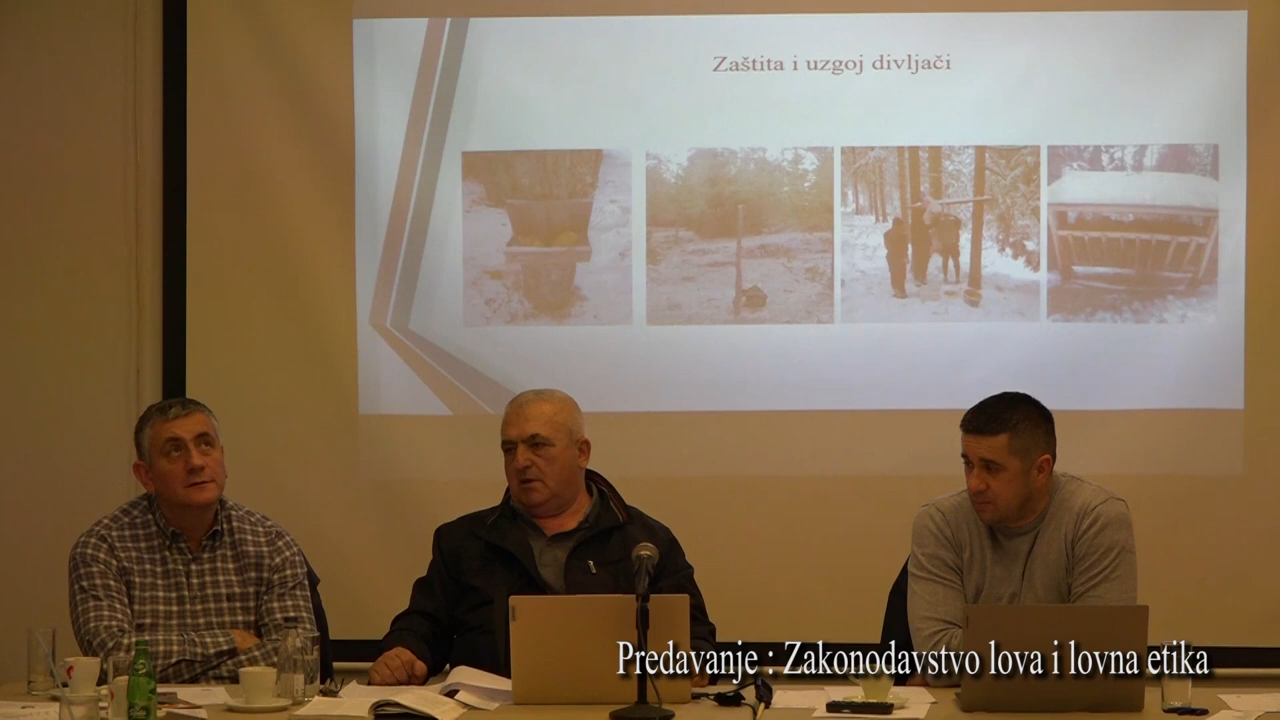 Zaštita i uzgoj divljači
Predavanje : Zakonodavstvo lova i lovna etika